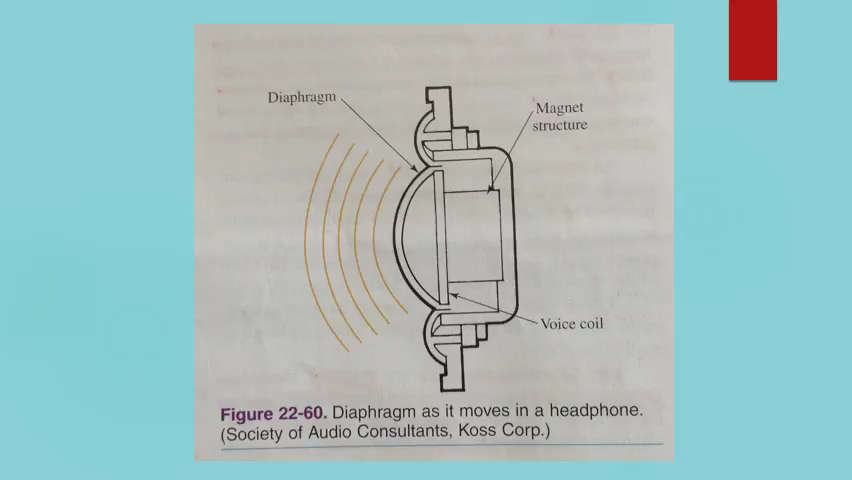 Diaphragm
Magnet
structure
Voice coil
Figure 22-60. Diaphragm as it moves in a headphone.
(Society of Audio Consultants, Koss Corp.)